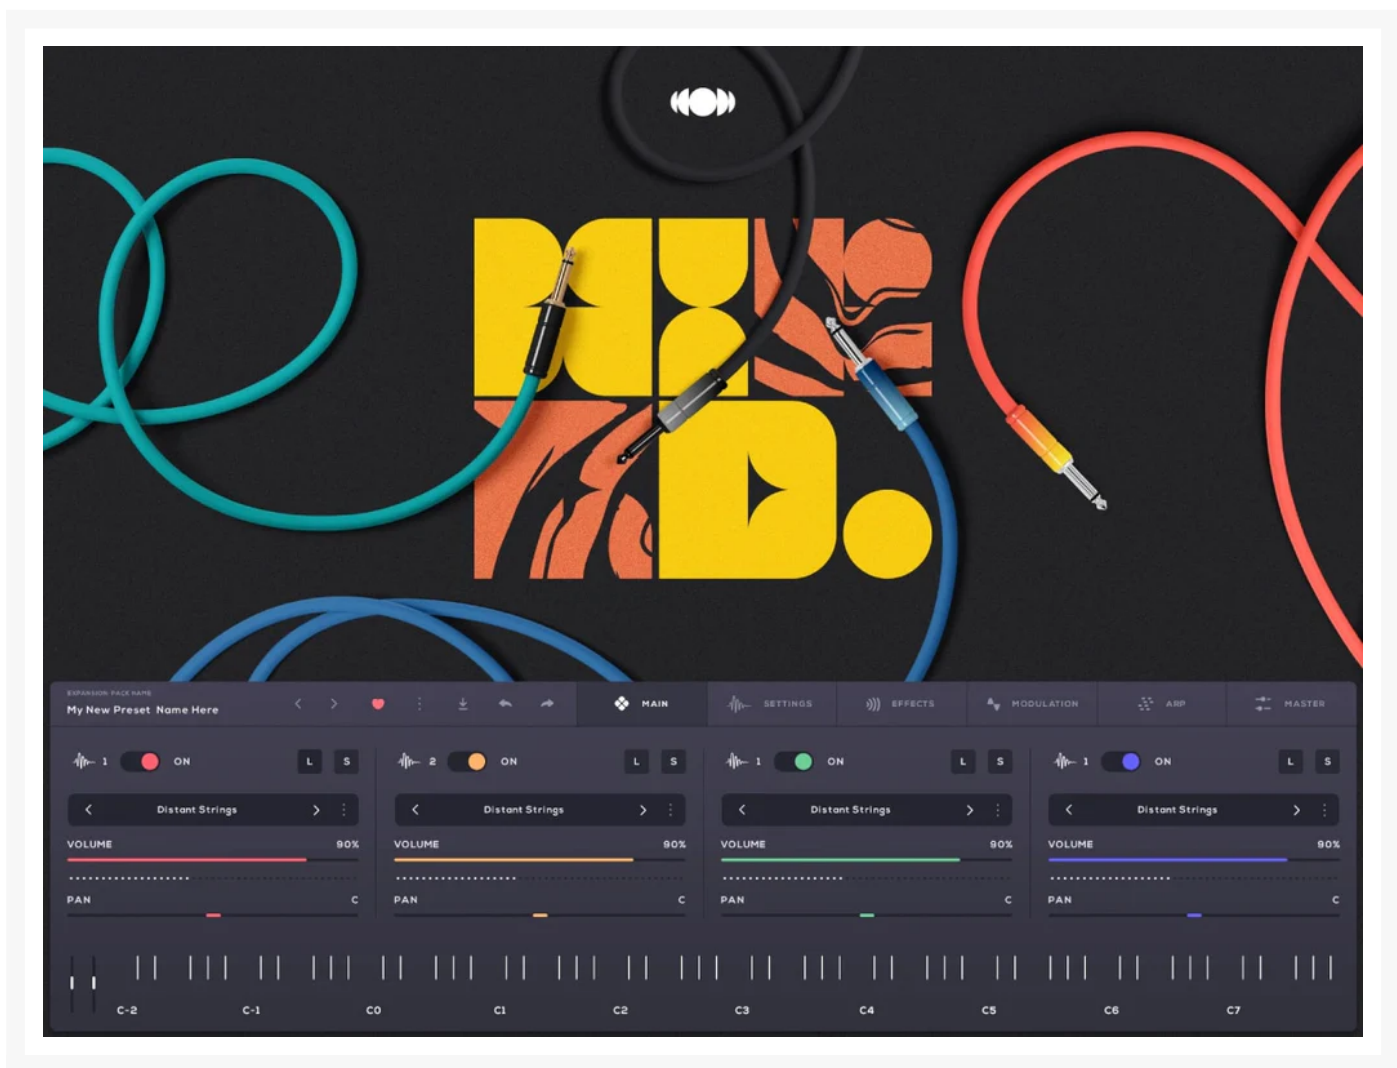 EXPANSION PACK NAME
My New Preset Name Here
MAIN
SETTINGS
EFFECTS
MODULATION
ARP
MASTER
1 ON L S
2 ON L S
1 ON L S
1 ON L S
Distant Strings
Distant Strings
Distant Strings
Distant Strings
VOLUME 90%
VOLUME 90%
VOLUME 90%
VOLUME 90%
PAN C
PAN C
PAN C
PAN C
C-2 C-1 C0 C1 C2 C3 C4 C5 C6 C7